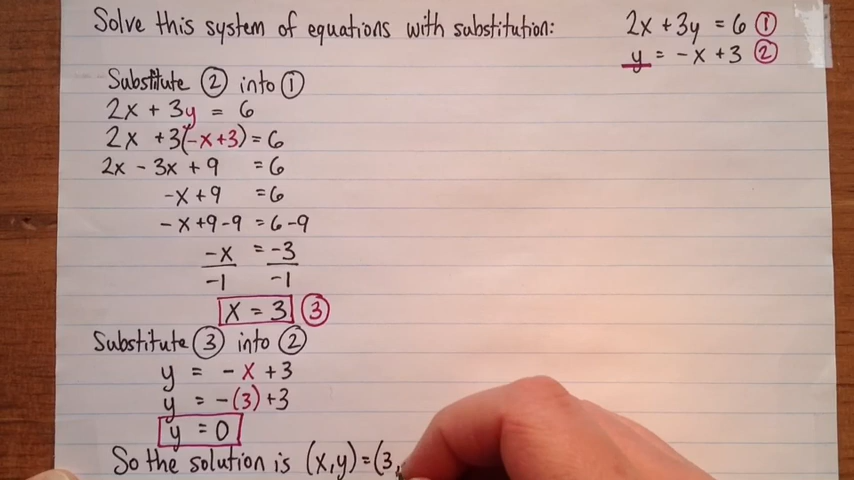 Solve this system of equations with substitution:
2x + 3y = 6 ①
y = -x + 3 ②
Substitute ② into ①
2x + 3y = 6
2x + 3(-x+3) = 6
2x - 3x + 9 = 6
-x + 9 = 6
-x + 9 - 9 = 6 - 9
-x = -3
-1 -1
x = 3 ③
Substitute ③ into ②
y = -x + 3
y = -(3) + 3
y = 0
So the solution is (x,y) = (3,